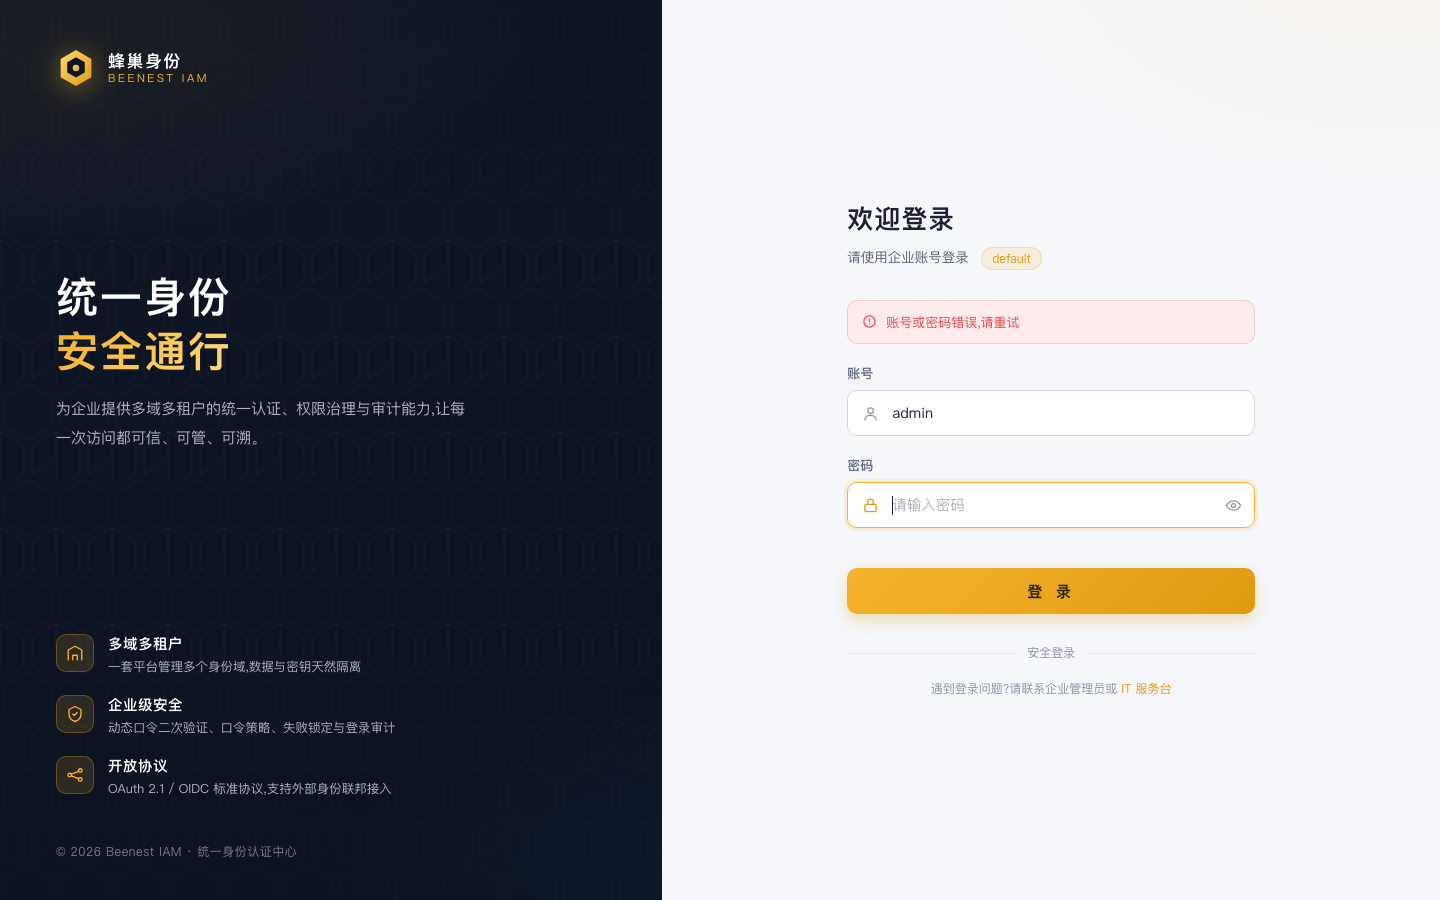 蜂巢身份
BEENEST IAM
统一身份
安全通行
为企业提供多域多租户的统一认证、权限治理与审计能力,让每
一次访问都可信、可管、可溯。
多域多租户
一套平台管理多个身份域,数据与密钥天然隔离
企业级安全
动态口令二次验证、口令策略、失败锁定与登录审计
开放协议
OAuth 2.1 / OIDC 标准协议,支持外部身份联邦接入
© 2026 Beenest IAM · 统一身份认证中心
欢迎登录
请使用企业账号登录 default
账号或密码错误,请重试
账号
admin
密码
请输入密码
登 录
安全登录
遇到登录问题?请联系企业管理员或 IT 服务台